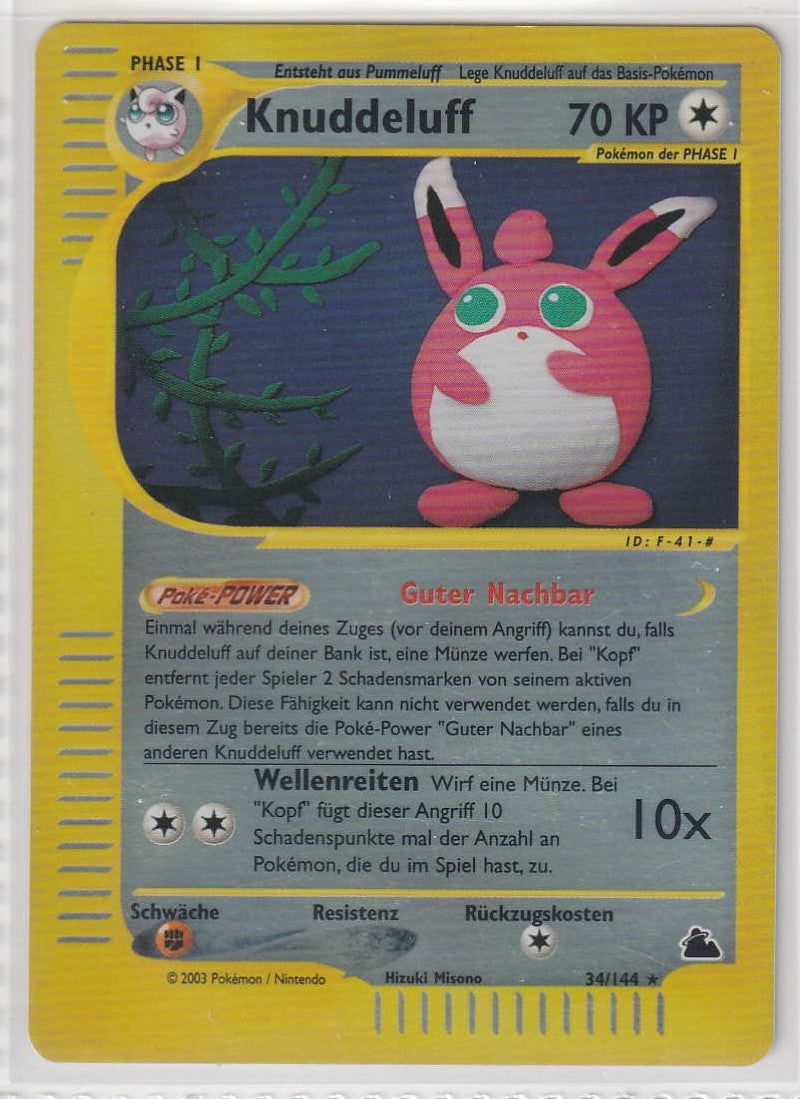 PHASE I
Entsteht aus Pummeluff Lege Knuddeluff auf das Basis-Pokémon
Knuddeluff 70 KP
Pokémon der PHASE I
ID: F-41-#
Poké-POWER Guter Nachbar
Einmal während deines Zuges (vor deinem Angriff) kannst du, falls
Knuddeluff auf deiner Bank ist, eine Münze werfen. Bei "Kopf"
entfernt jeder Spieler 2 Schadensmarken von seinem aktiven
Pokémon. Diese Fähigkeit kann nicht verwendet werden, falls du in
diesem Zug bereits die Poké-Power "Guter Nachbar" eines
anderen Knuddeluff verwendet hast.
Wellenreiten Wirf eine Münze. Bei
"Kopf" fügt dieser Angriff 10
Schadenspunkte mal der Anzahl an
Pokémon, die du im Spiel hast, zu.
10x
Schwäche Resistenz Rückzugskosten
© 2003 Pokémon / Nintendo Hizuki Misono 34/144 ★